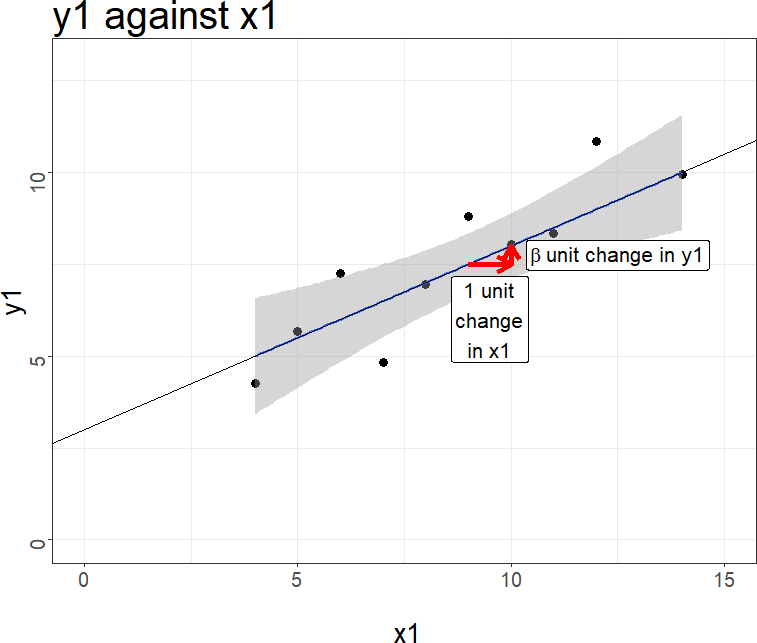 y1 against x1
y1
10
5
0
β unit change in y1
1 unit
change
in x1
0 5 10 15
x1